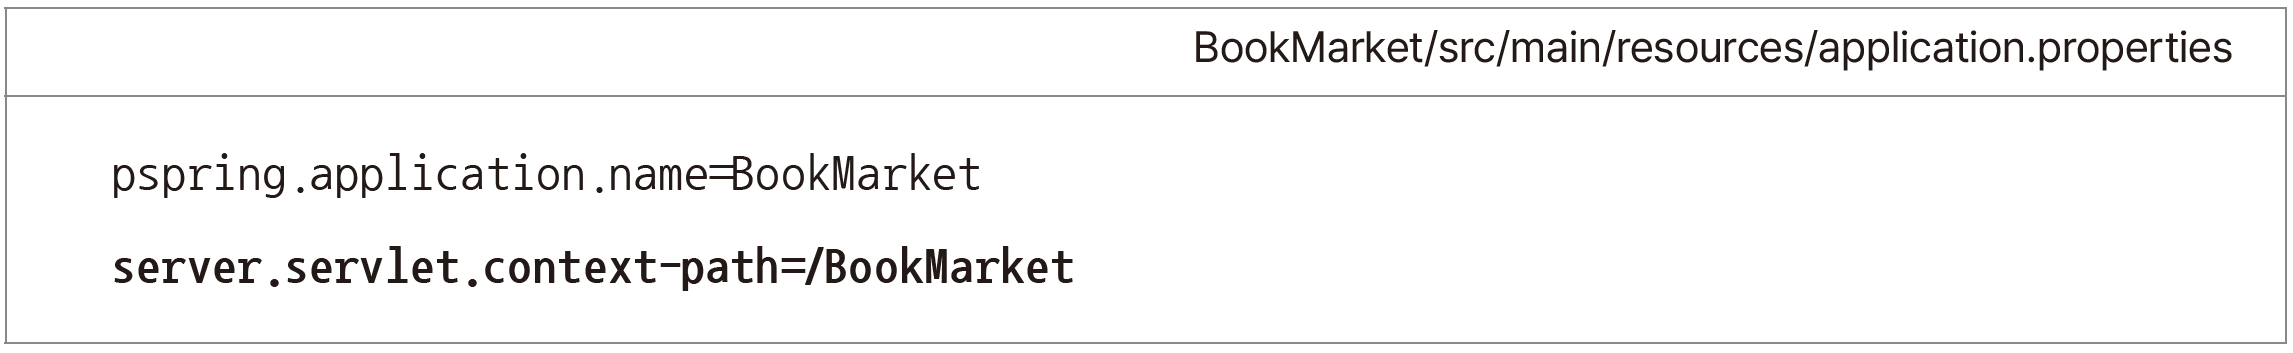 BookMarket/src/main/resources/application.properties
pspring.application.name=BookMarket
server.servlet.context-path=/BookMarket